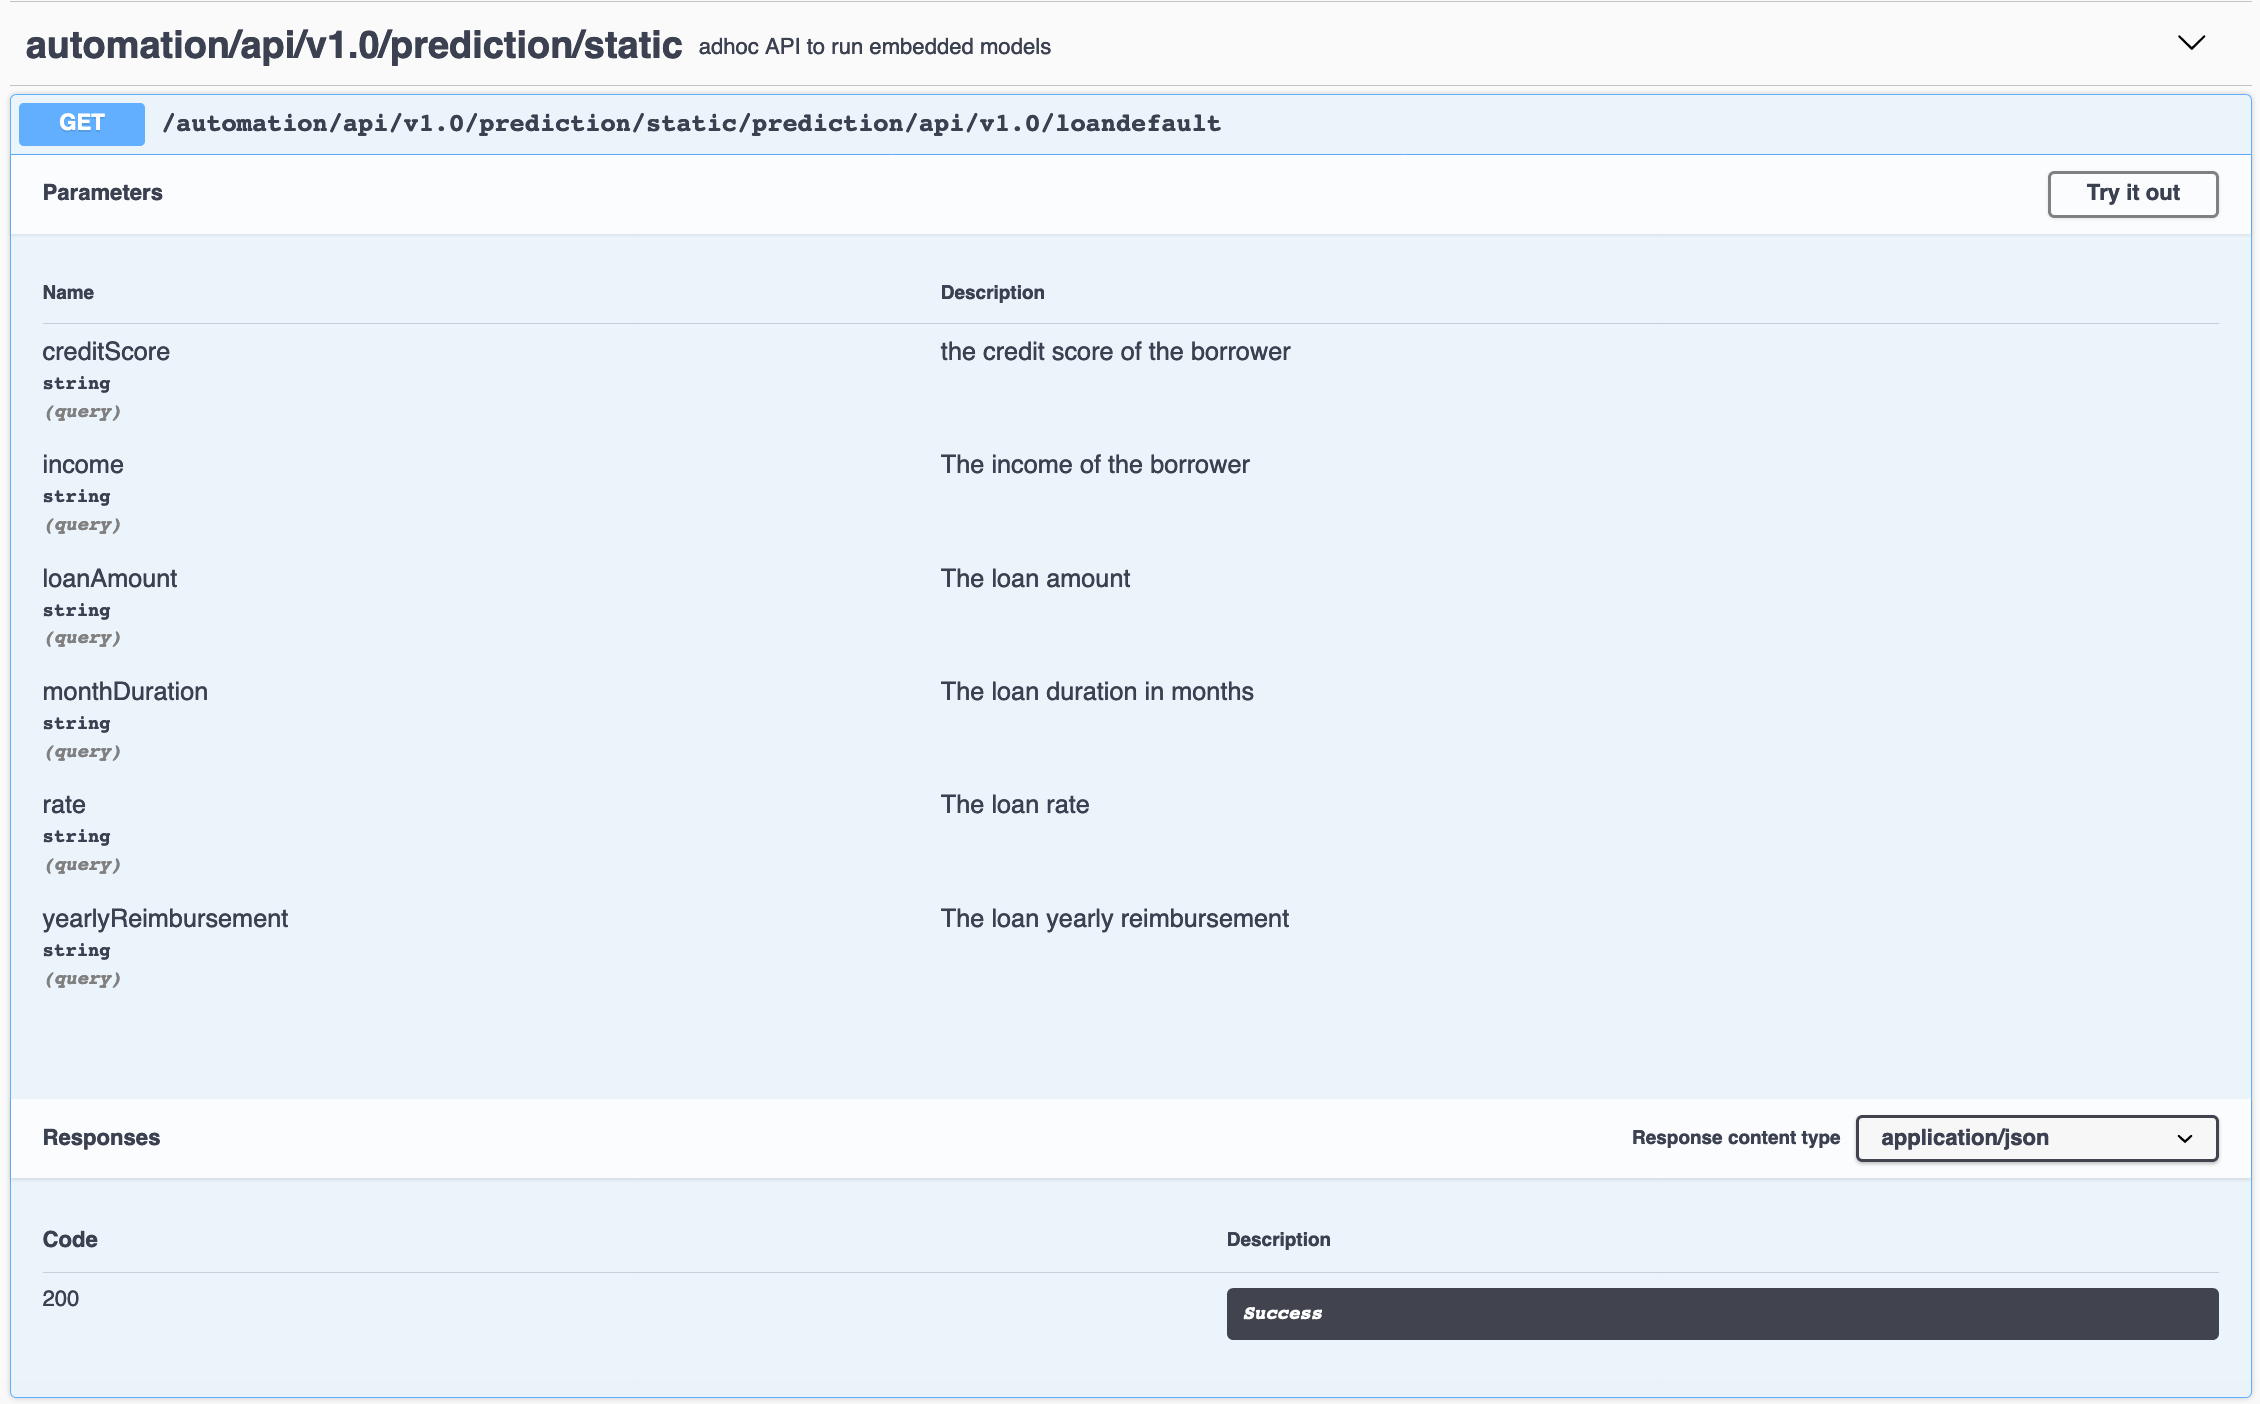 automation/api/v1.0/prediction/static adhoc API to run embedded models
GET /automation/api/v1.0/prediction/static/prediction/api/v1.0/loandefault
Parameters Try it out
Name Description
creditScore the credit score of the borrower
string
(query)
income The income of the borrower
string
(query)
loanAmount The loan amount
string
(query)
monthDuration The loan duration in months
string
(query)
rate The loan rate
string
(query)
yearlyReimbursement The loan yearly reimbursement
string
(query)
Responses Response content type application/json
Code Description
200 Success